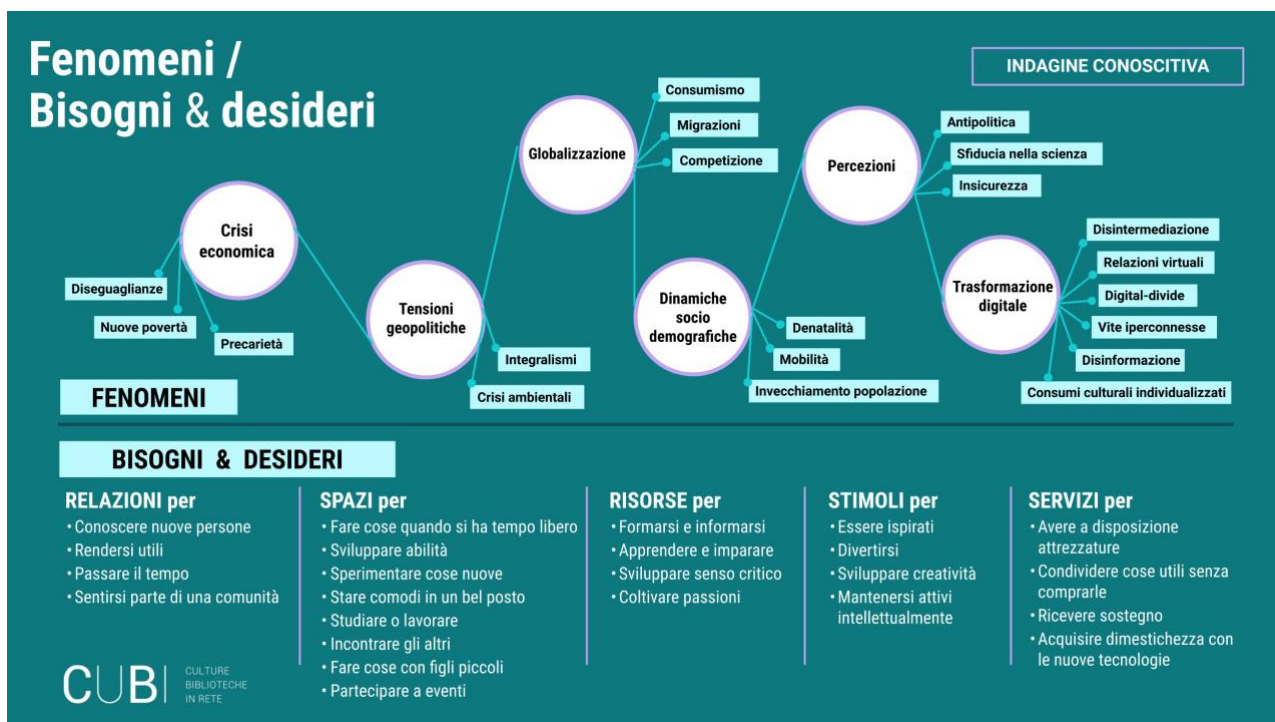 Fenomeni /
Bisogni & desideri
INDAGINE CONOSCITIVA
Crisi
economica
Diseguaglianze
Nuove povertà
Precarietà
Tensioni
geopolitiche
Integralismi
Crisi ambientali
Globalizzazione
Consumismo
Migrazioni
Competizione
Dinamiche
socio
demografiche
Denatalità
Mobilità
Invecchiamento popolazione
Percezioni
Antipolitica
Sfiducia nella scienza
Insicurezza
Trasformazione
digitale
Disintermediazione
Relazioni virtuali
Digital-divide
Vite iperconnesse
Disinformazione
Consumi culturali individualizzati
FENOMENI
BISOGNI & DESIDERI
RELAZIONI per
• Conoscere nuove persone
• Rendersi utili
• Passare il tempo
• Sentirsi parte di una comunità
SPAZI per
• Fare cose quando si ha tempo libero
• Sviluppare abilità
• Sperimentare cose nuove
• Stare comodi in un bel posto
• Studiare o lavorare
• Incontrare gli altri
• Fare cose con figli piccoli
• Partecipare a eventi
RISORSE per
• Formarsi e informarsi
• Apprendere e imparare
• Sviluppare senso critico
• Coltivare passioni
STIMOLI per
• Essere ispirati
• Divertirsi
• Sviluppare creatività
• Mantenersi attivi
intellettualmente
SERVIZI per
• Avere a disposizione
attrezzature
• Condividere cose utili senza
comprarle
• Ricevere sostegno
• Acquisire dimestichezza con
le nuove tecnologie
CUBI
CULTURE
BIBLIOTECHE
IN RETE